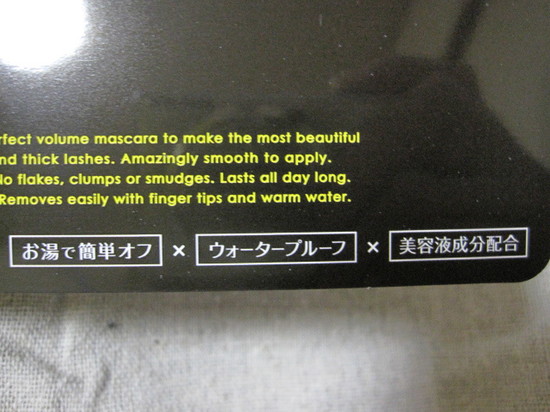 rfect volume mascara to make the most beautiful
nd thick lashes. Amazingly smooth to apply.
No flakes, clumps or smudges. Lasts all day long.
Removes easily with finger tips and warm water.
お湯で簡単オフ × ウォータープルーフ × 美容液成分配合